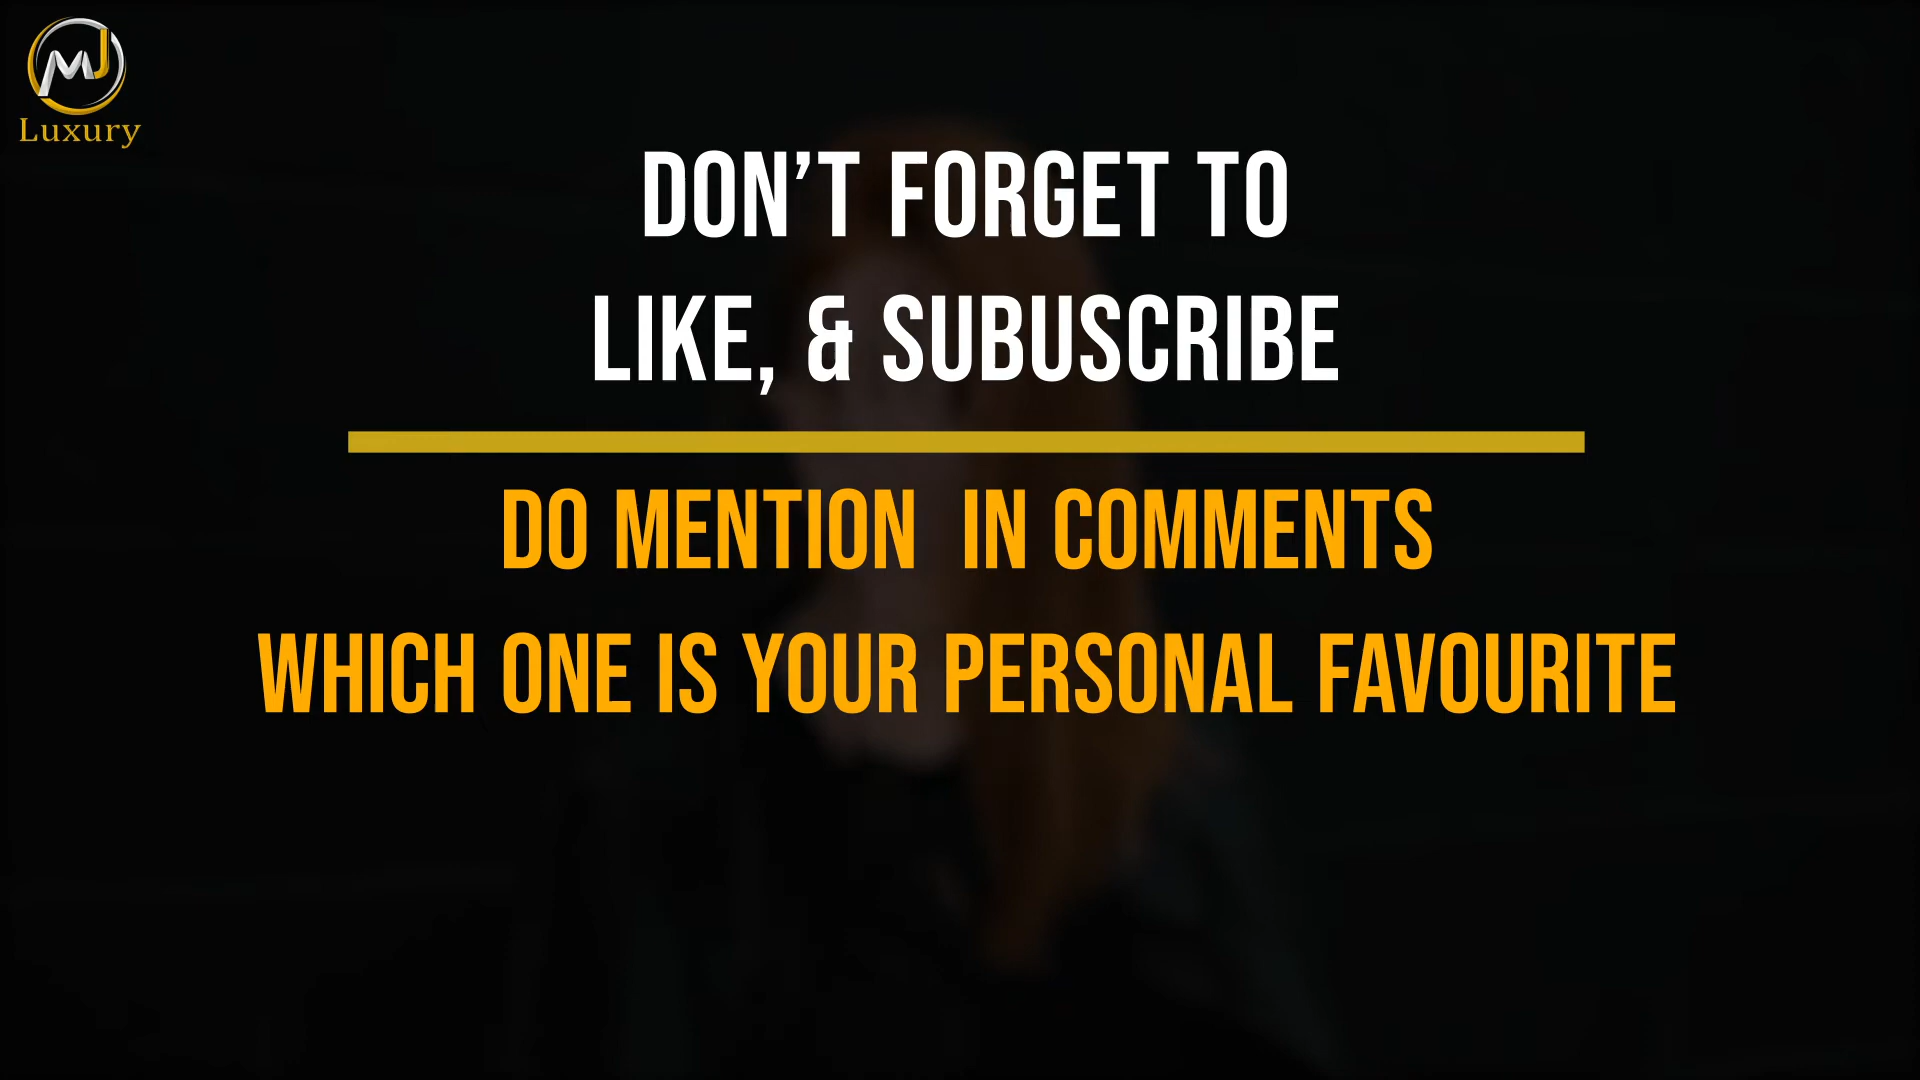 MJ
Luxury
DON’T FORGET TO
LIKE, & SUBUSCRIBE
DO MENTION  IN COMMENTS
WHICH ONE IS YOUR PERSONAL FAVOURITE